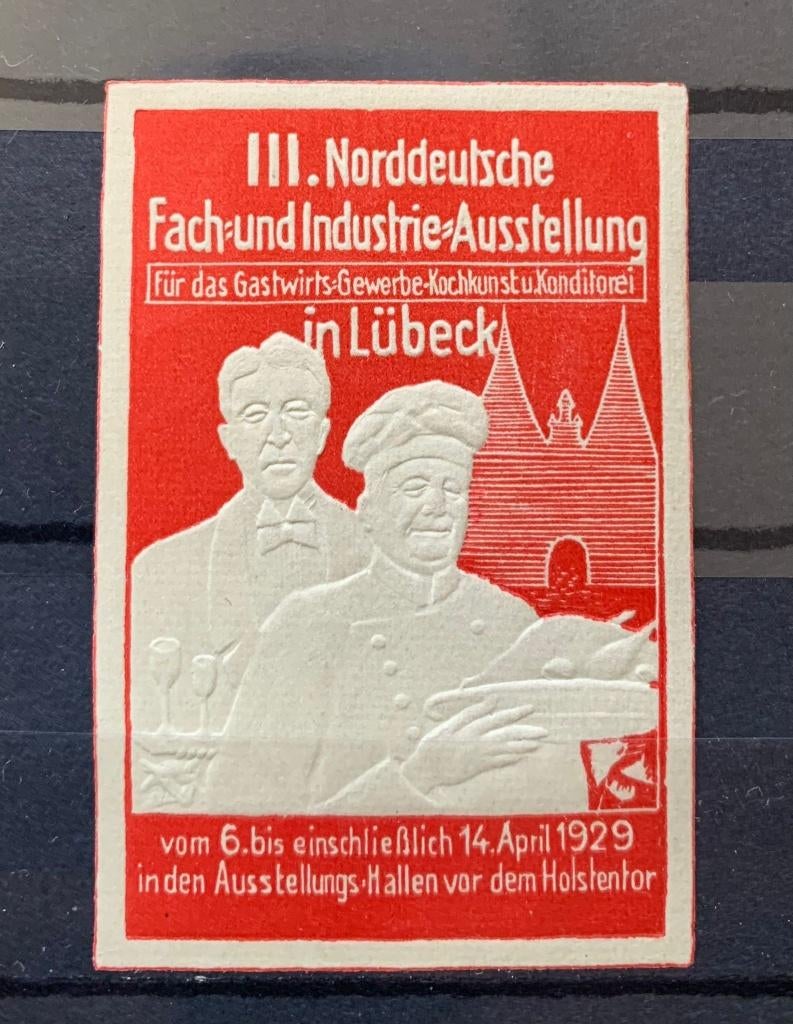 III. Norddeutsche
Fach=und Industrie=Ausstellung
Für das Gastwirts=Gewerbe-Kochkunst u. Konditorei
in Lübeck
vom 6. bis einschließlich 14. April 1929
in den Ausstellungs-Hallen vor dem Holstentor